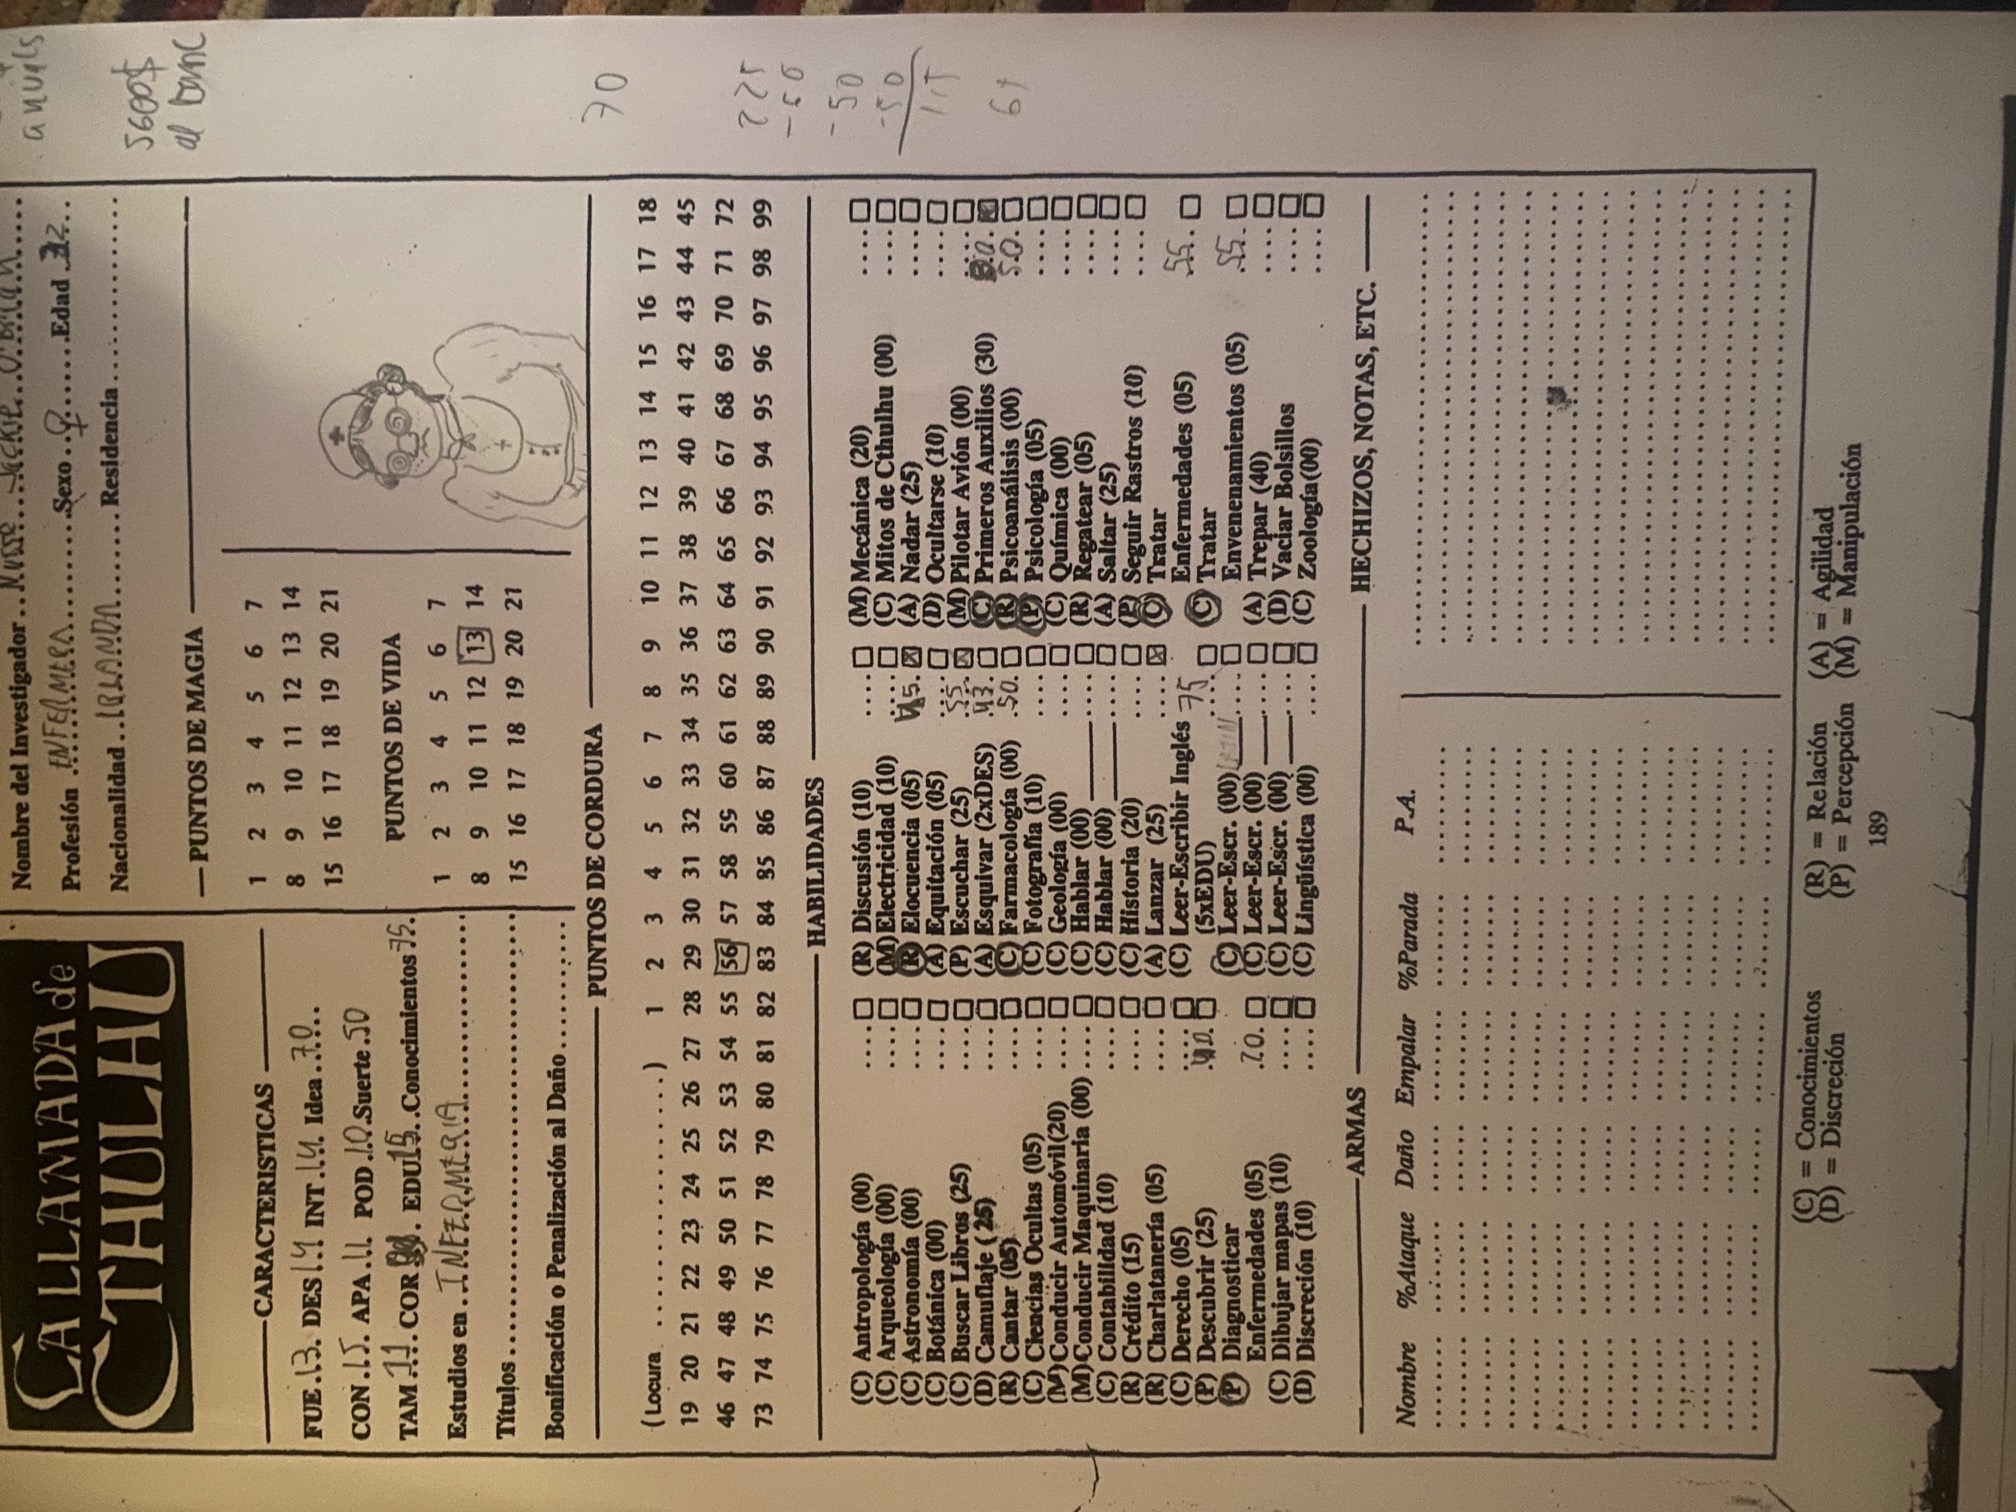 LA LLAMADA de
CTHULHU
Nombre del Investigador.. Nurse Jackie O'Brian
Profesión ENFERMERA Sexo ♀ Edad 32
Nacionalidad IRLANDA Residencia
anuals
5600$
al banc
PUNTOS DE MAGIA
1 2 3 4 5 6 7
8 9 10 11 12 13 14
15 16 17 18 19 20 21
CARACTERISTICAS
FUE 13 DES 14 INT 14 Idea 70
CON 15 APA 11 POD 10 Suerte 50
TAM 11 COR EDU 15 Conocimientos 75
Estudios en INFERMERIA
Títulos
Bonificación o Penalización al Daño
PUNTOS DE VIDA
1 2 3 4 5 6 7
8 9 10 11 12 13 14
15 16 17 18 19 20 21
PUNTOS DE CORDURA
(Locura ................) 1 2 3 4 5 6 7 8 9 10 11 12 13 14 15 16 17 18
19 20 21 22 23 24 25 26 27 28 29 30 31 32 33 34 35 36 37 38 39 40 41 42 43 44 45
46 47 48 49 50 51 52 53 54 55 56 57 58 59 60 61 62 63 64 65 66 67 68 69 70 71 72
73 74 75 76 77 78 79 80 81 82 83 84 85 86 87 88 89 90 91 92 93 94 95 96 97 98 99
70
225
-50
-50
115
HABILIDADES
(C) Antropología (00)
(C) Arqueología (00)
(C) Astronomía (00)
(C) Botánica (00)
(C) Buscar Libros (25)
(D) Camuflaje (25)
(R) Cantar (05)
(C) Ciencias Ocultas (05)
(M) Conducir Automóvil (20)
(M) Conducir Maquinaria (00)
(C) Contabilidad (10)
(R) Crédito (15)
(R) Charlatanería (05)
(C) Derecho (05)
(P) Descubrir (25) 40
(P) Diagnosticar
Enfermedades (05) 70
(C) Dibujar mapas (10)
(D) Discreción (10)
(R) Discusión (10)
(M) Electricidad (10)
(R) Elocuencia (05) 45
(A) Equitación (05)
(P) Escuchar (25) 55
(A) Esquivar (2xDES) 43
(C) Farmacología (00) 50
(C) Fotografía (10)
(C) Geología (00)
(C) Hablar (00)
(C) Hablar (00)
(C) Historia (20)
(A) Lanzar (25)
(C) Leer-Escribir Inglés 75
(5xEDU)
(C) Leer-Escr. (00) LATIN
(C) Leer-Escr. (00)
(C) Leer-Escr. (00)
(C) Lingüística (00)
(M) Mecánica (20)
(C) Mitos de Cthulhu (00)
(A) Nadar (25)
(D) Ocultarse (10)
(M) Pilotar Avión (00)
(C) Primeros Auxilios (30)
(R) Psicoanálisis (00) 50
(P) Psicología (05)
(C) Química (00)
(R) Regatear (05)
(A) Saltar (25)
(P) Seguir Rastros (10)
(C) Tratar
Enfermedades (05) 55
(C) Tratar
Envenenamientos (05) 55
(A) Trepar (40)
(D) Vaciar Bolsillos
(C) Zoología (00)
ARMAS
Nombre %Ataque Daño Empalar %Parada P.A.
HECHIZOS, NOTAS, ETC.
(C) = Conocimientos (R) = Relación (A) = Agilidad
(D) = Discreción (P) = Percepción (M) = Manipulación
189